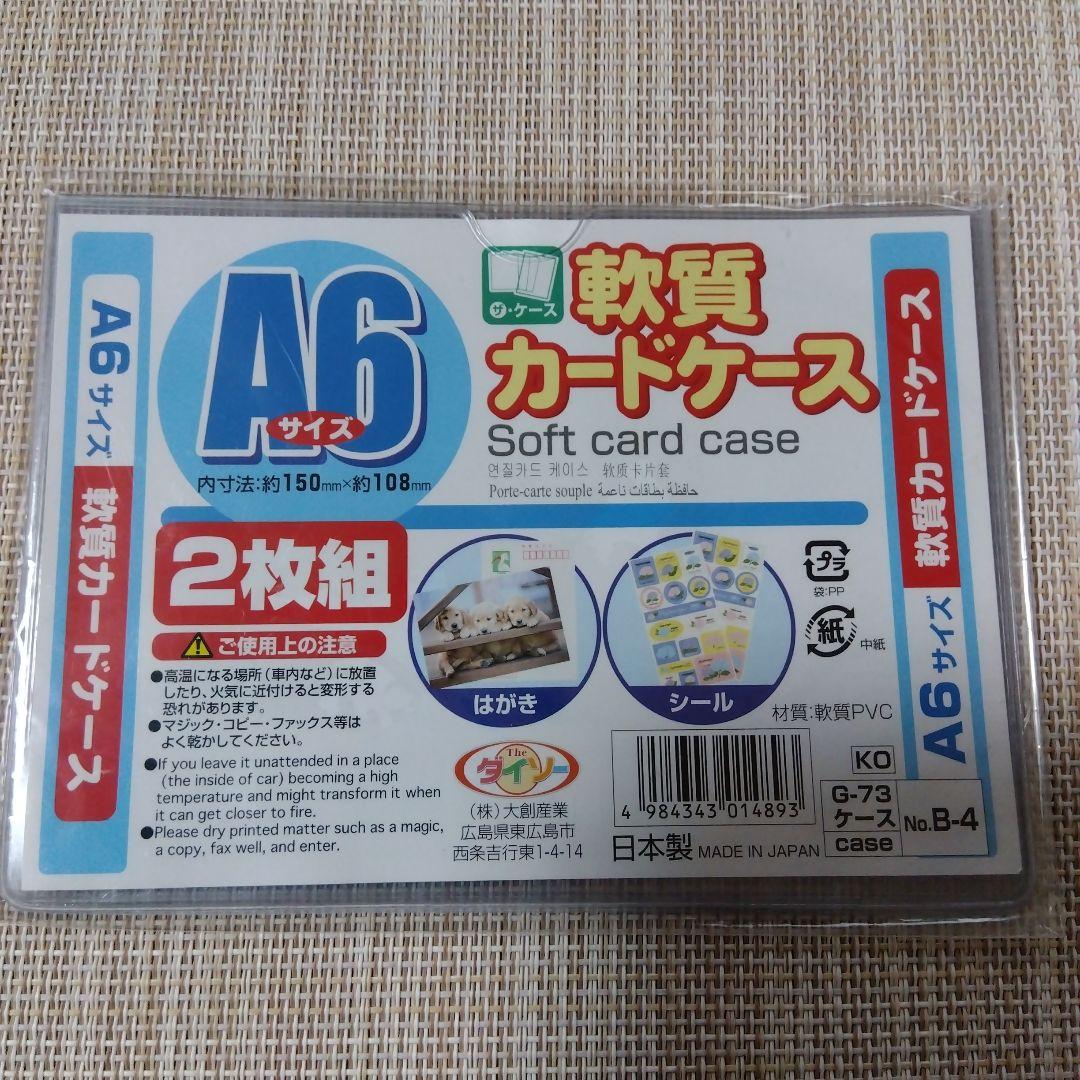 A6サイズ 軟質カードケース
A6
サイズ
内寸法:約150mm×約108mm
ザ・ケース
軟質
カードケース
Soft card case
연질카드 케이스 软质卡片套
Porte-carte souple حافظة بطاقات ناعمة
2枚組
ご使用上の注意
●高温になる場所(車内など)に放置
したり、火気に近付けると変形する
恐れがあります。
●マジック・コピー・ファックス等は
よく乾かしてください。
●If you leave it unattended in a place
(the inside of car) becoming a high
temperature and might transform it when
it can get closer to fire.
●Please dry printed matter such as a magic,
a copy, fax well, and enter.
はがき
シール
プラ
袋:PP
紙
中紙
材質:軟質PVC
The
ダイソー
(株)大創産業
広島県東広島市
西条吉行東1-4-14
4 984343 014893
日本製 MADE IN JAPAN
KO
G-73
ケース
case
No.B-4
A6サイズ 軟質カードケース